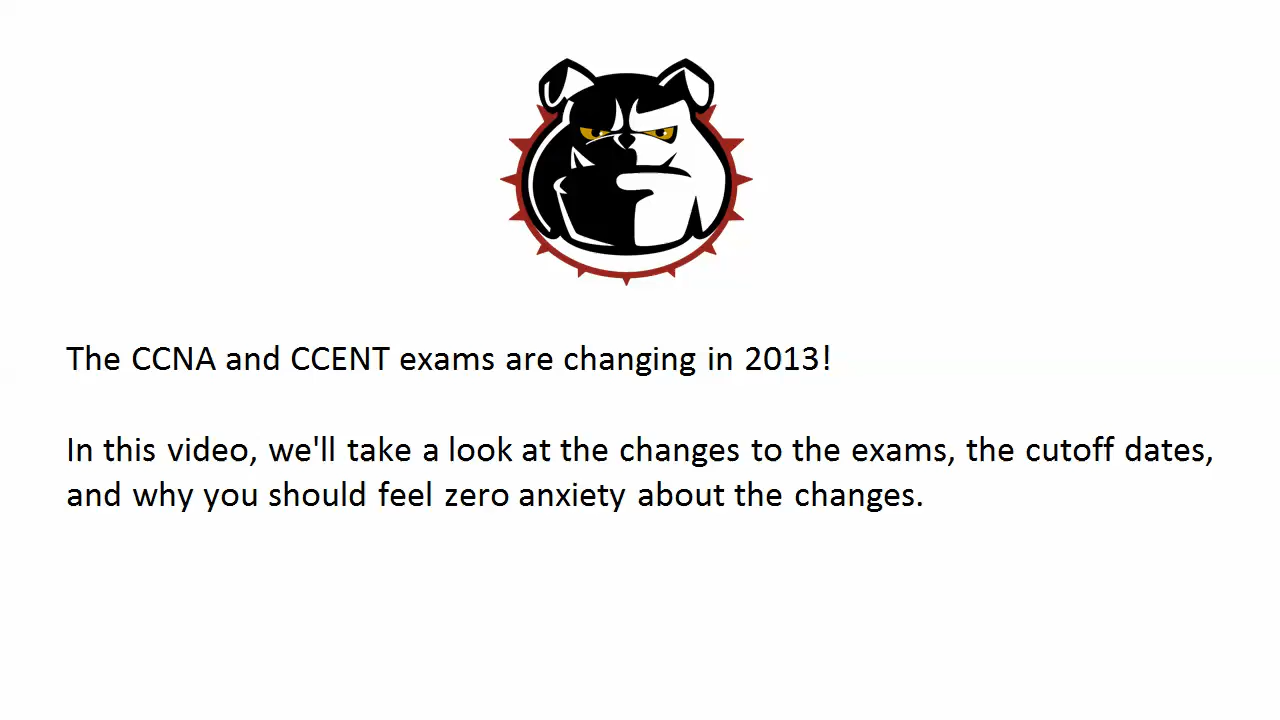 The CCNA and CCENT exams are changing in 2013!
In this video, we'll take a look at the changes to the exams, the cutoff dates,
and why you should feel zero anxiety about the changes.